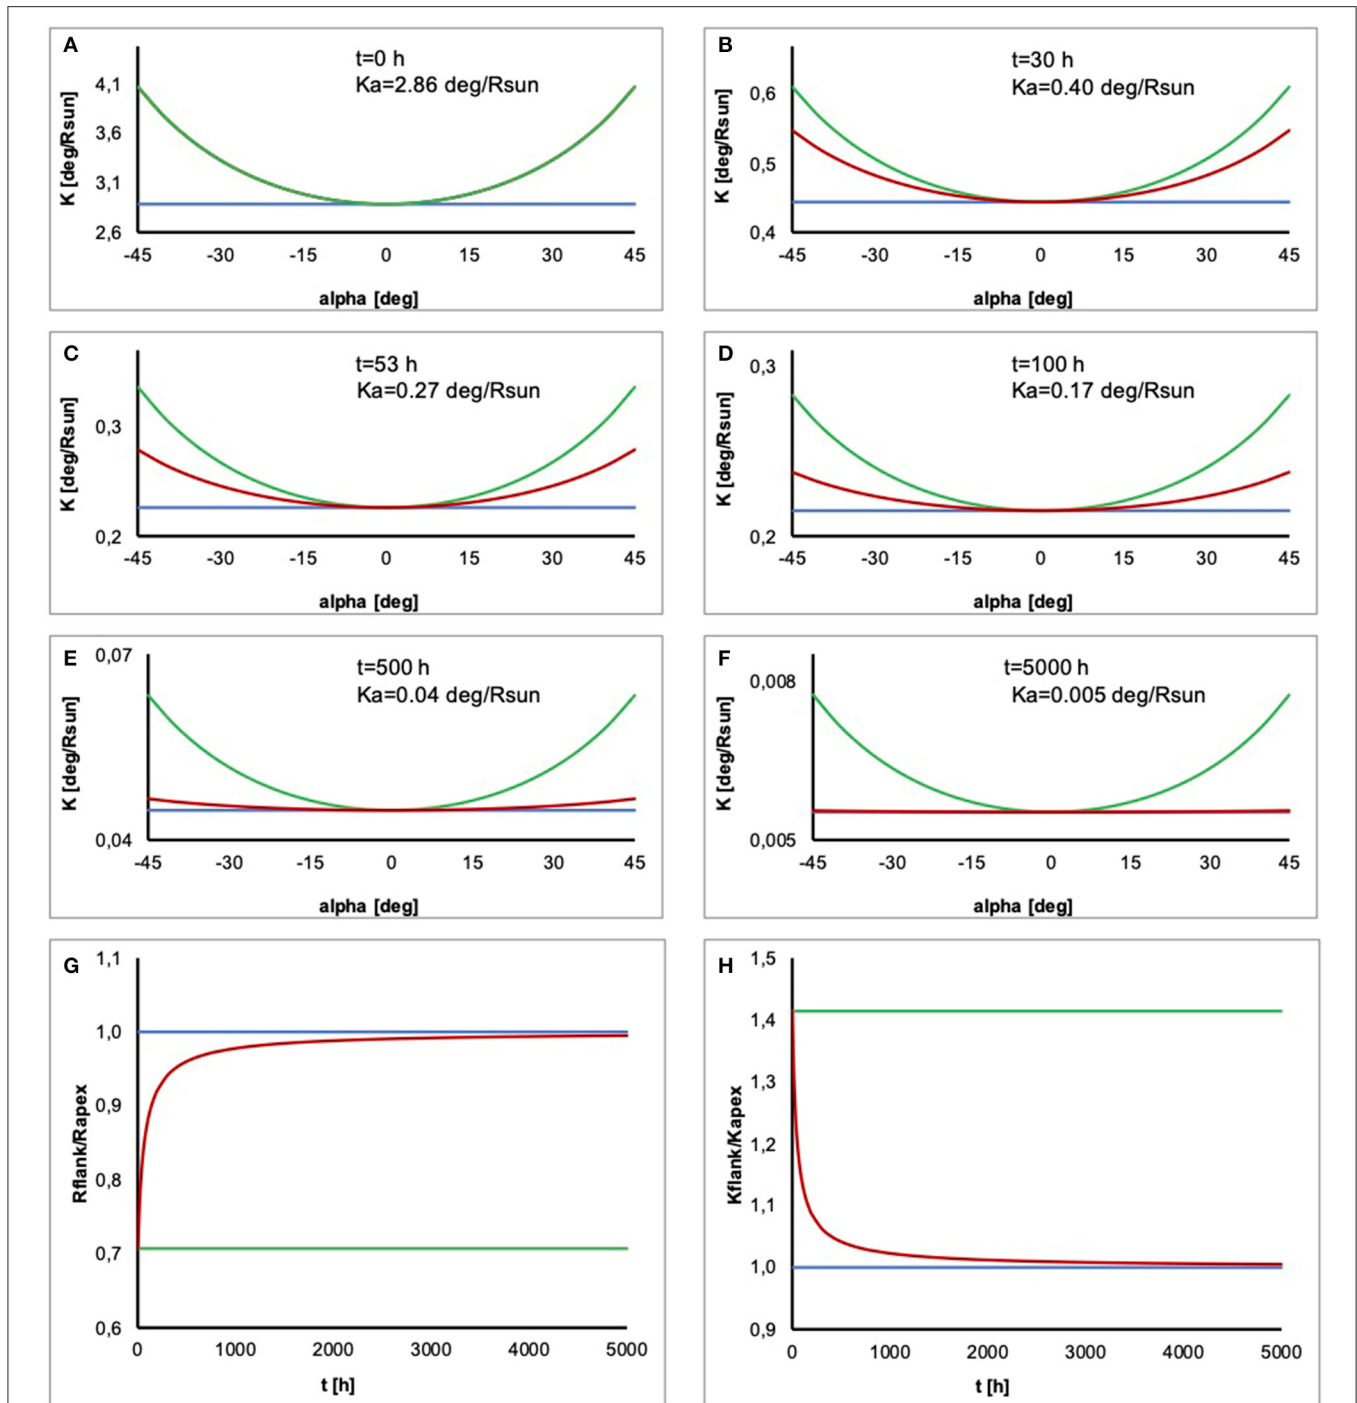 A
t=0 h
Ka=2.86 deg/Rsun
4,1
3,6
3,1
2,6
K [deg/Rsun]
-45 -30 -15 0 15 30 45
alpha [deg]
B
t=30 h
Ka=0.40 deg/Rsun
0,6
0,5
0,4
K [deg/Rsun]
-45 -30 -15 0 15 30 45
alpha [deg]
C
t=53 h
Ka=0.27 deg/Rsun
0,3
0,2
K [deg/Rsun]
-45 -30 -15 0 15 30 45
alpha [deg]
D
t=100 h
Ka=0.17 deg/Rsun
0,3
0,2
K [deg/Rsun]
-45 -30 -15 0 15 30 45
alpha [deg]
E
t=500 h
Ka=0.04 deg/Rsun
0,07
0,04
K [deg/Rsun]
-45 -30 -15 0 15 30 45
alpha [deg]
F
t=5000 h
Ka=0.005 deg/Rsun
0,008
0,005
K [deg/Rsun]
-45 -30 -15 0 15 30 45
alpha [deg]
G
1,1
1,0
0,9
0,8
0,7
0,6
Rflank/Rapex
0 1000 2000 3000 4000 5000
t [h]
H
1,5
1,4
1,3
1,2
1,1
1,0
0,9
Kflank/Kapex
0 1000 2000 3000 4000 5000
t [h]